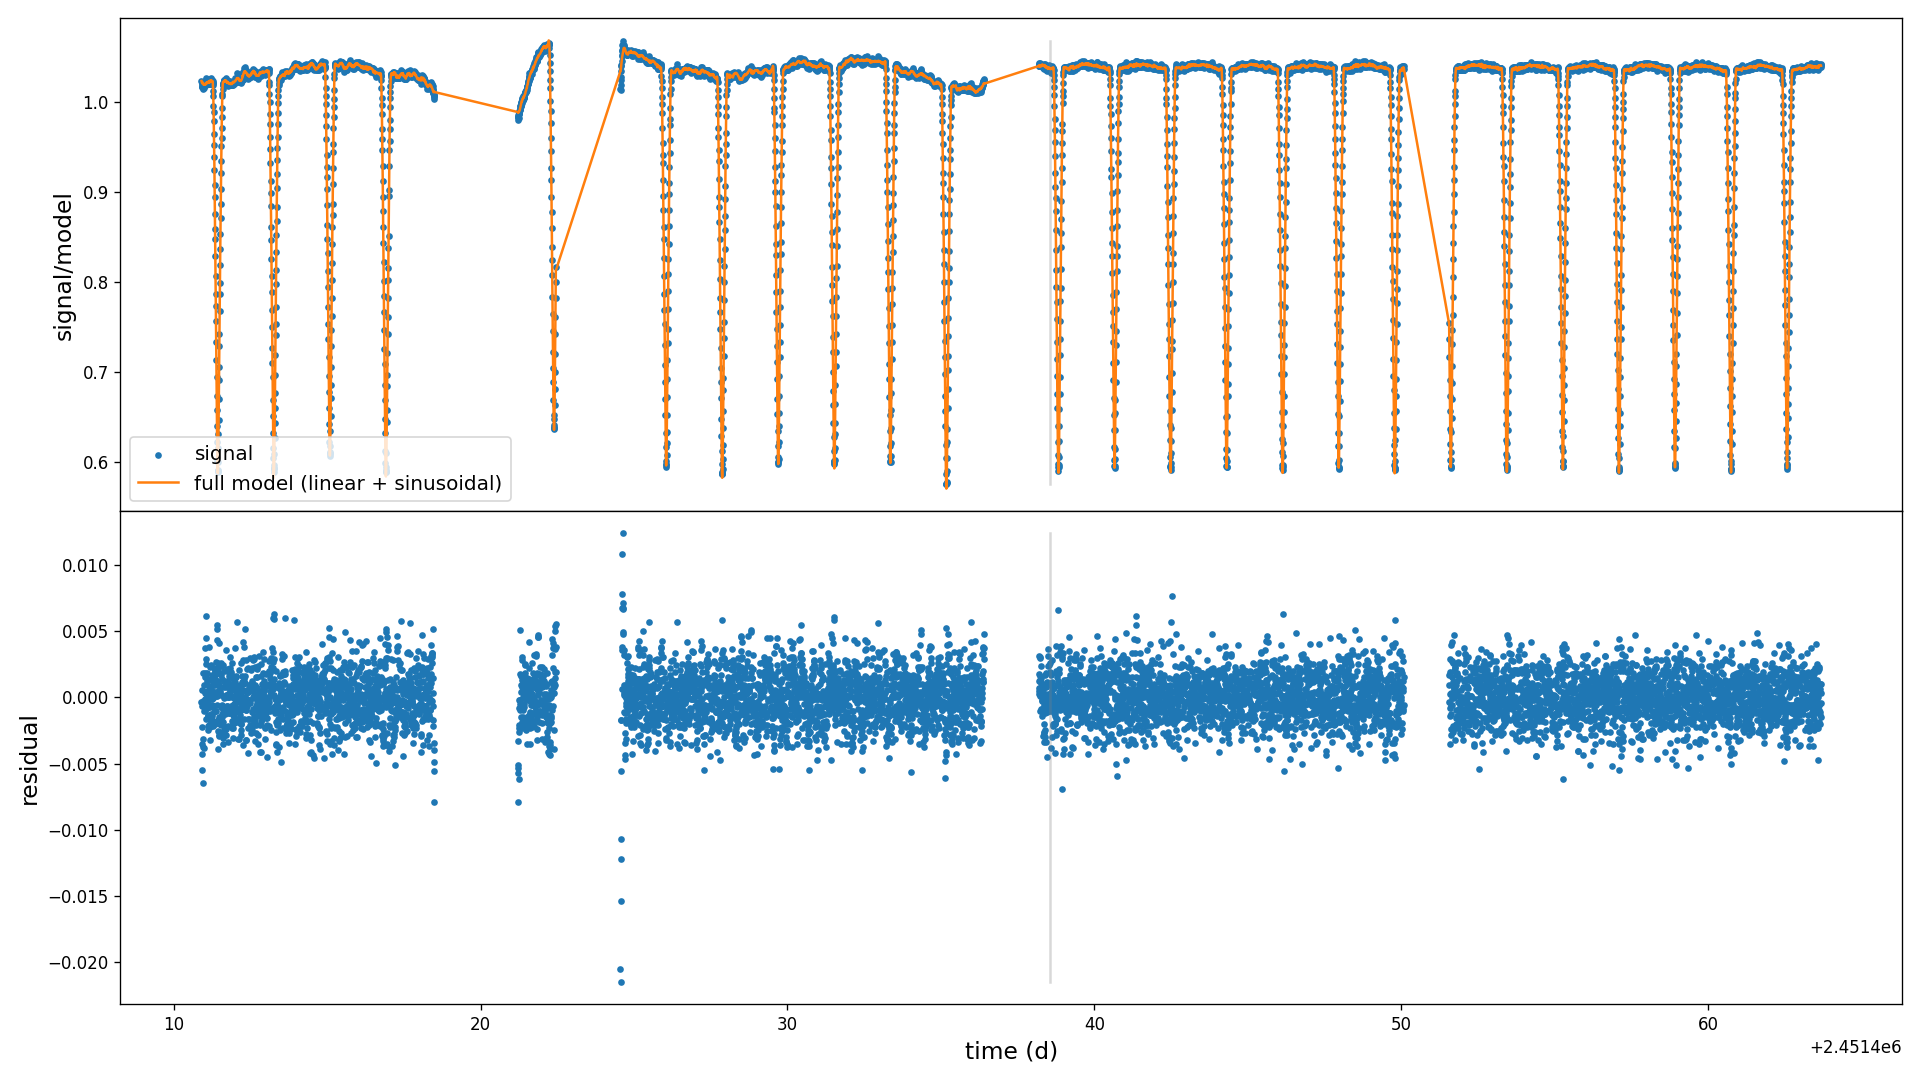 signal/model
1.0
0.9
0.8
0.7
0.6
signal
full model (linear + sinusoidal)
residual
0.010
0.005
0.000
−0.005
−0.010
−0.015
−0.020
10 20 30 40 50 60
time (d)
+2.4514e6